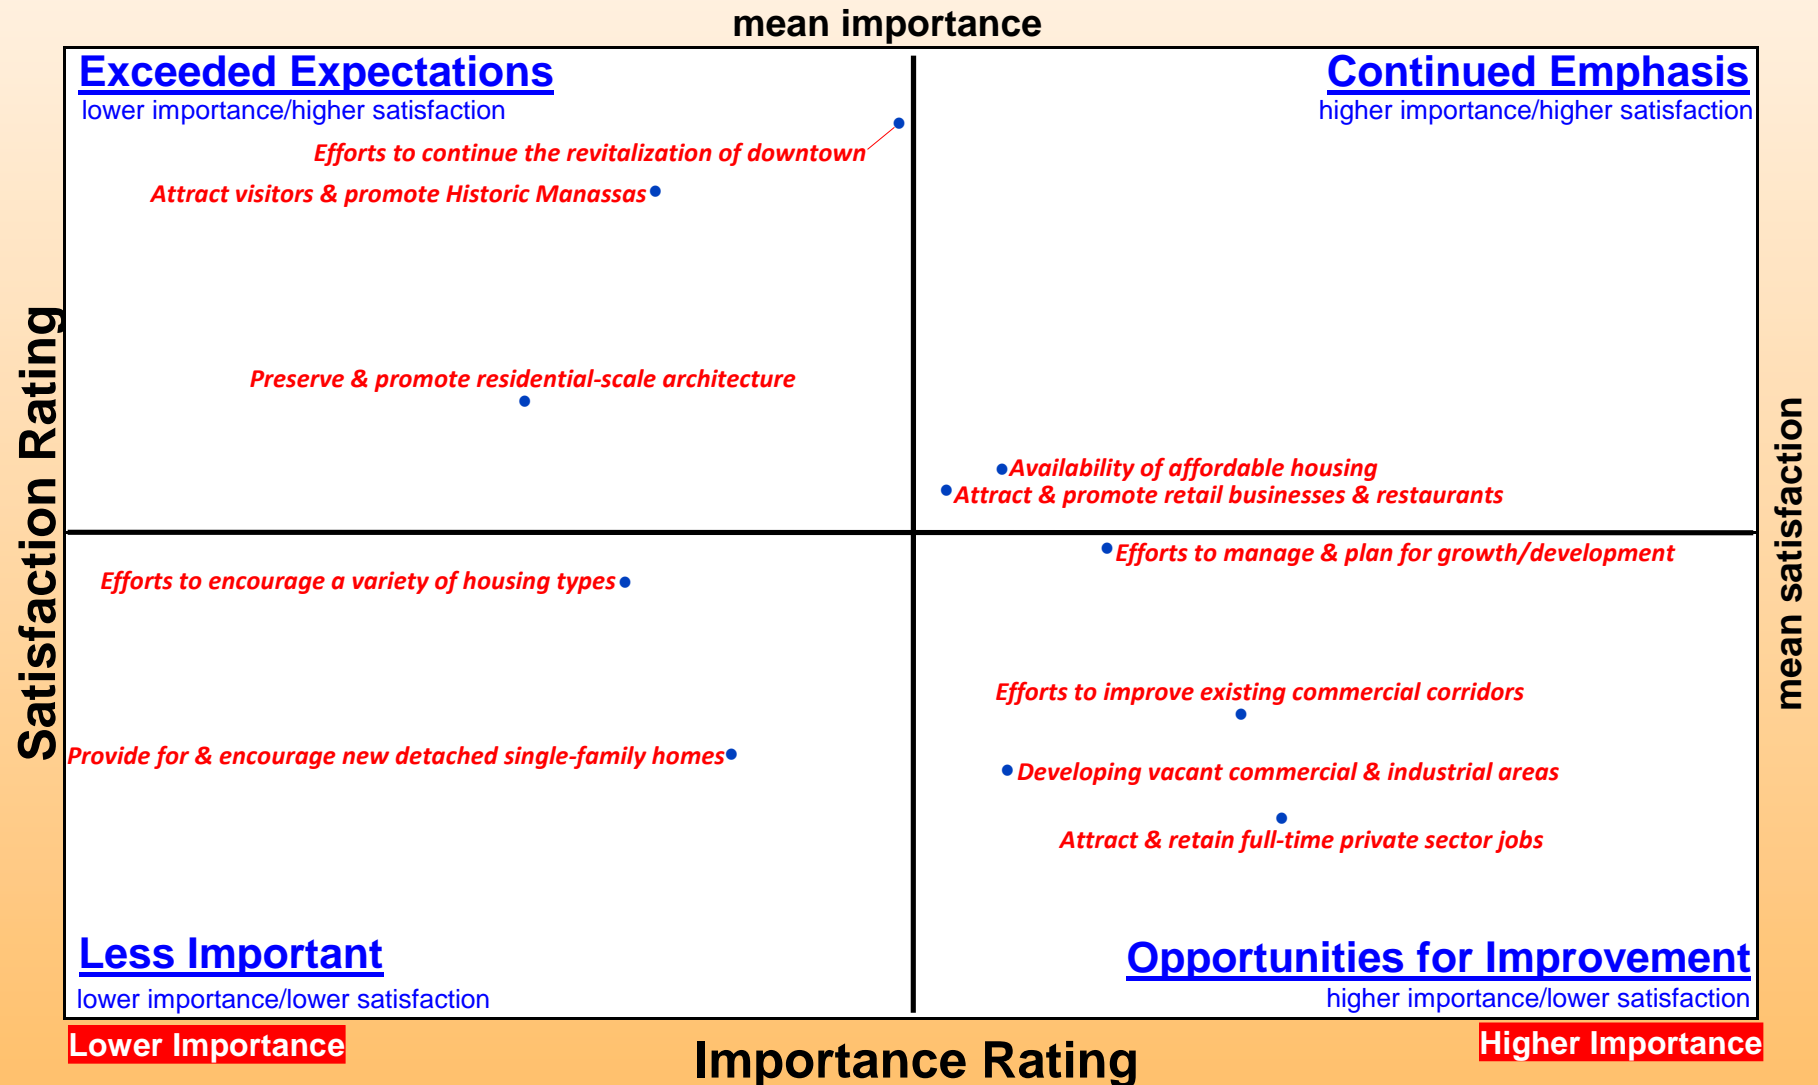 mean importance
Exceeded Expectations
lower importance/higher satisfaction
Continued Emphasis
higher importance/higher satisfaction
Efforts to continue the revitalization of downtown
Attract visitors & promote Historic Manassas
Preserve & promote residential-scale architecture
Availability of affordable housing
Attract & promote retail businesses & restaurants
Satisfaction Rating
mean satisfaction
Efforts to manage & plan for growth/development
Efforts to encourage a variety of housing types
Efforts to improve existing commercial corridors
Provide for & encourage new detached single-family homes
Developing vacant commercial & industrial areas
Attract & retain full-time private sector jobs
Less Important
lower importance/lower satisfaction
Opportunities for Improvement
higher importance/lower satisfaction
Lower Importance
Importance Rating
Higher Importance